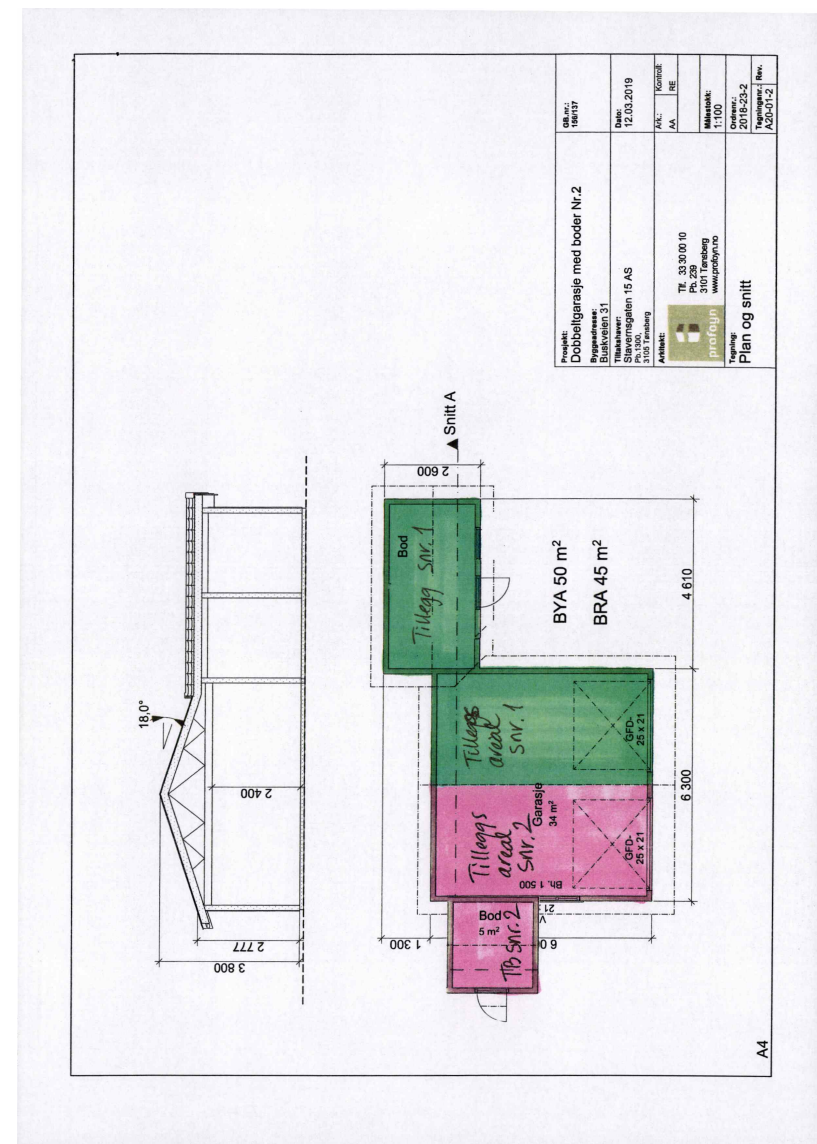 18,0°
2 400
2 777
3 800
Snitt A
2 600
Bod
Tillegg snr. 1
4 610
BYA 50 m²
BRA 45 m²
Tilleggs
areal
snr. 1
GFD-
25 x 21
6 300
Tilleggs
areal
snr. 2
Garasje
34 m²
Bh. 1 500
GFD-
25 x 21
1 300
6 0
21
V
Bod
5 m²
TB snr. 2
Prosjekt:
Dobbeltgarasje med boder Nr.2
GB.nr.:
156/137
Byggeadresse:
Buskveien 31
Tiltakshaver:
Stavernsgaten 15 AS
Pb.1300,
3105 Tønsberg
Dato:
12.03.2019
Arkitekt:
profoyn
Tlf. 33 30 00 10
Pb. 239
3101 Tønsberg
www.profoyn.no
Ark.: Kontroll:
AA RE
Målestokk:
1:100
Tegning:
Plan og snitt
Ordrenr.:
2018-23-2
Tegningsnr.: Rev.
A20-01-2
A4